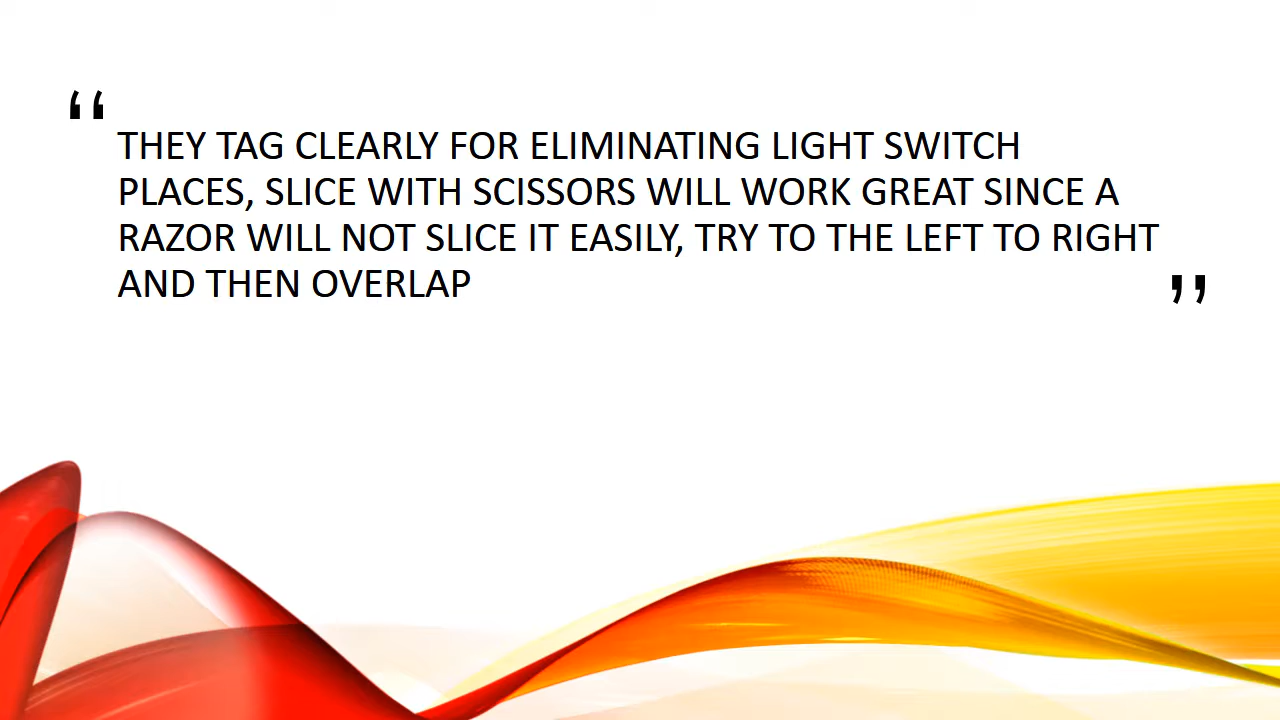 “
THEY TAG CLEARLY FOR ELIMINATING LIGHT SWITCH
PLACES, SLICE WITH SCISSORS WILL WORK GREAT SINCE A
RAZOR WILL NOT SLICE IT EASILY, TRY TO THE LEFT TO RIGHT
AND THEN OVERLAP
”